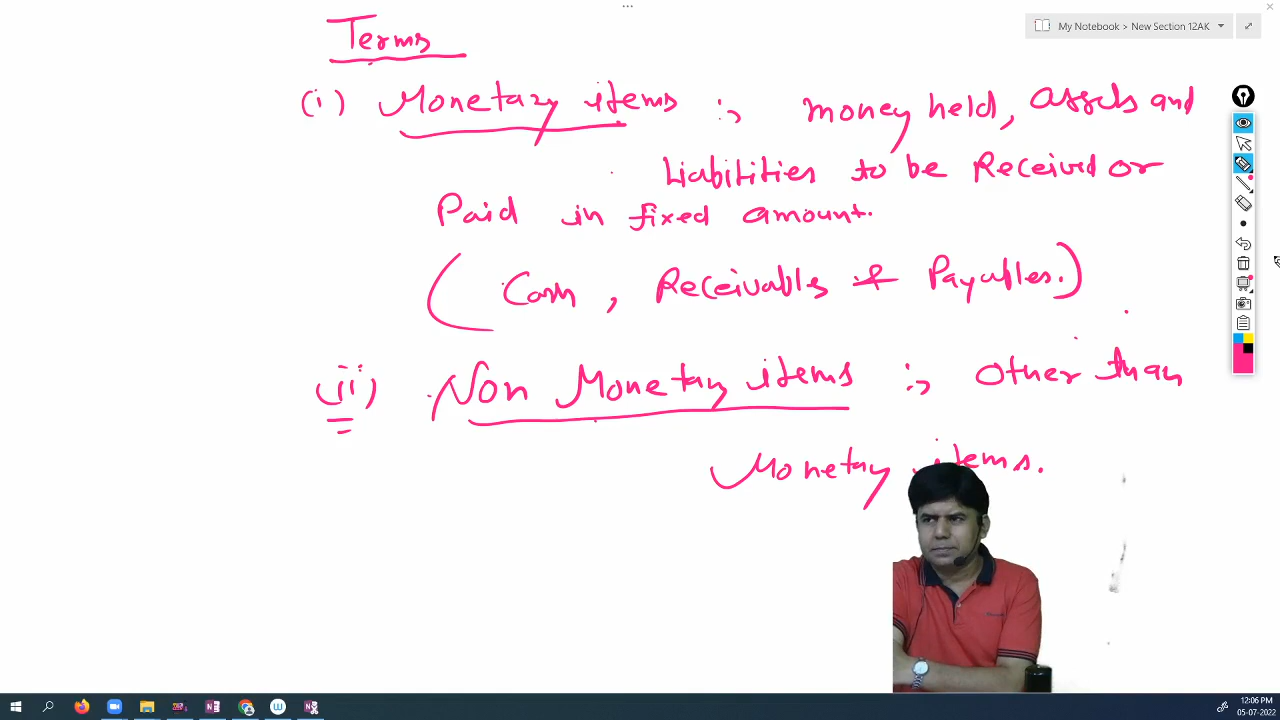 My Notebook > New Section 12AK
Terms
(i) Monetary items :, money held, Assets and
Liabilities to be Received or
Paid in fixed amount.
(Cash, Receivables & Payables.)
(ii) Non Monetary items :, Other than
Monetary items.
12:06 PM
05-07-2022